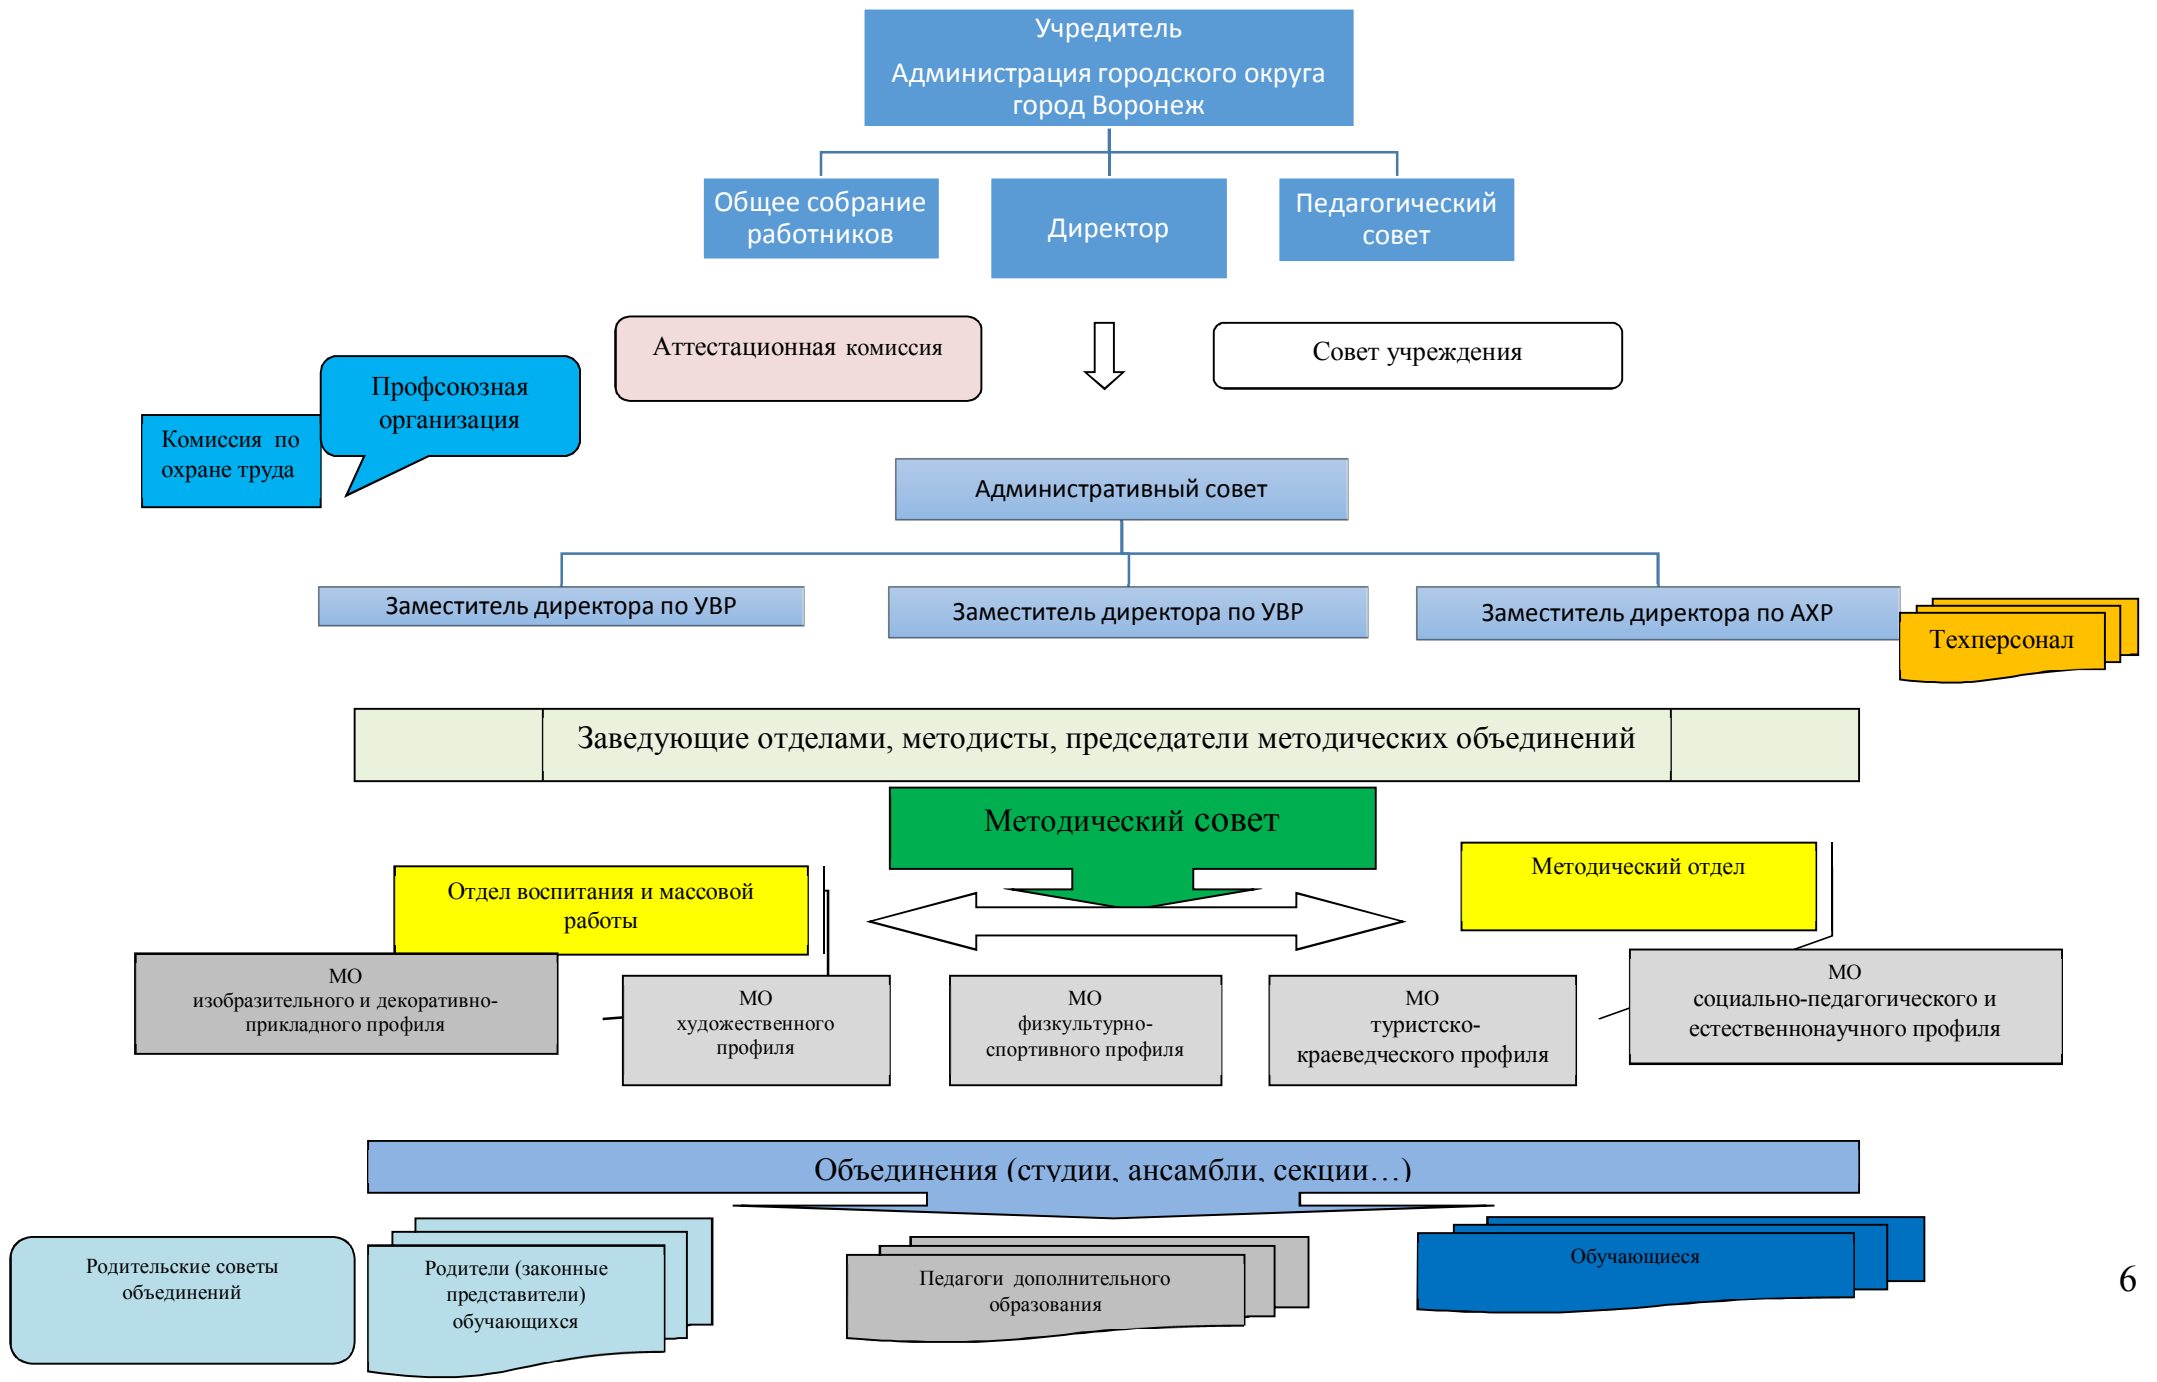 Учредитель
Администрация городского округа
город Воронеж
Общее собрание
работников
Директор
Педагогический
совет
Аттестационная комиссия
Совет учреждения
Профсоюзная
организация
Комиссия по
охране труда
Административный совет
Заместитель директора по УВР
Заместитель директора по УВР
Заместитель директора по АХР
Техперсонал
Заведующие отделами, методисты, председатели методических объединений
Методический совет
Отдел воспитания и массовой
работы
Методический отдел
МО
изобразительного и декоративно-
прикладного профиля
МО
художественного
профиля
МО
физкультурно-
спортивного профиля
МО
туристско-
краеведческого профиля
МО
социально-педагогического и
естественнонаучного профиля
Объединения (студии, ансамбли, секции…)
Родительские советы
объединений
Родители (законные
представители)
обучающихся
Педагоги дополнительного
образования
Обучающиеся
6